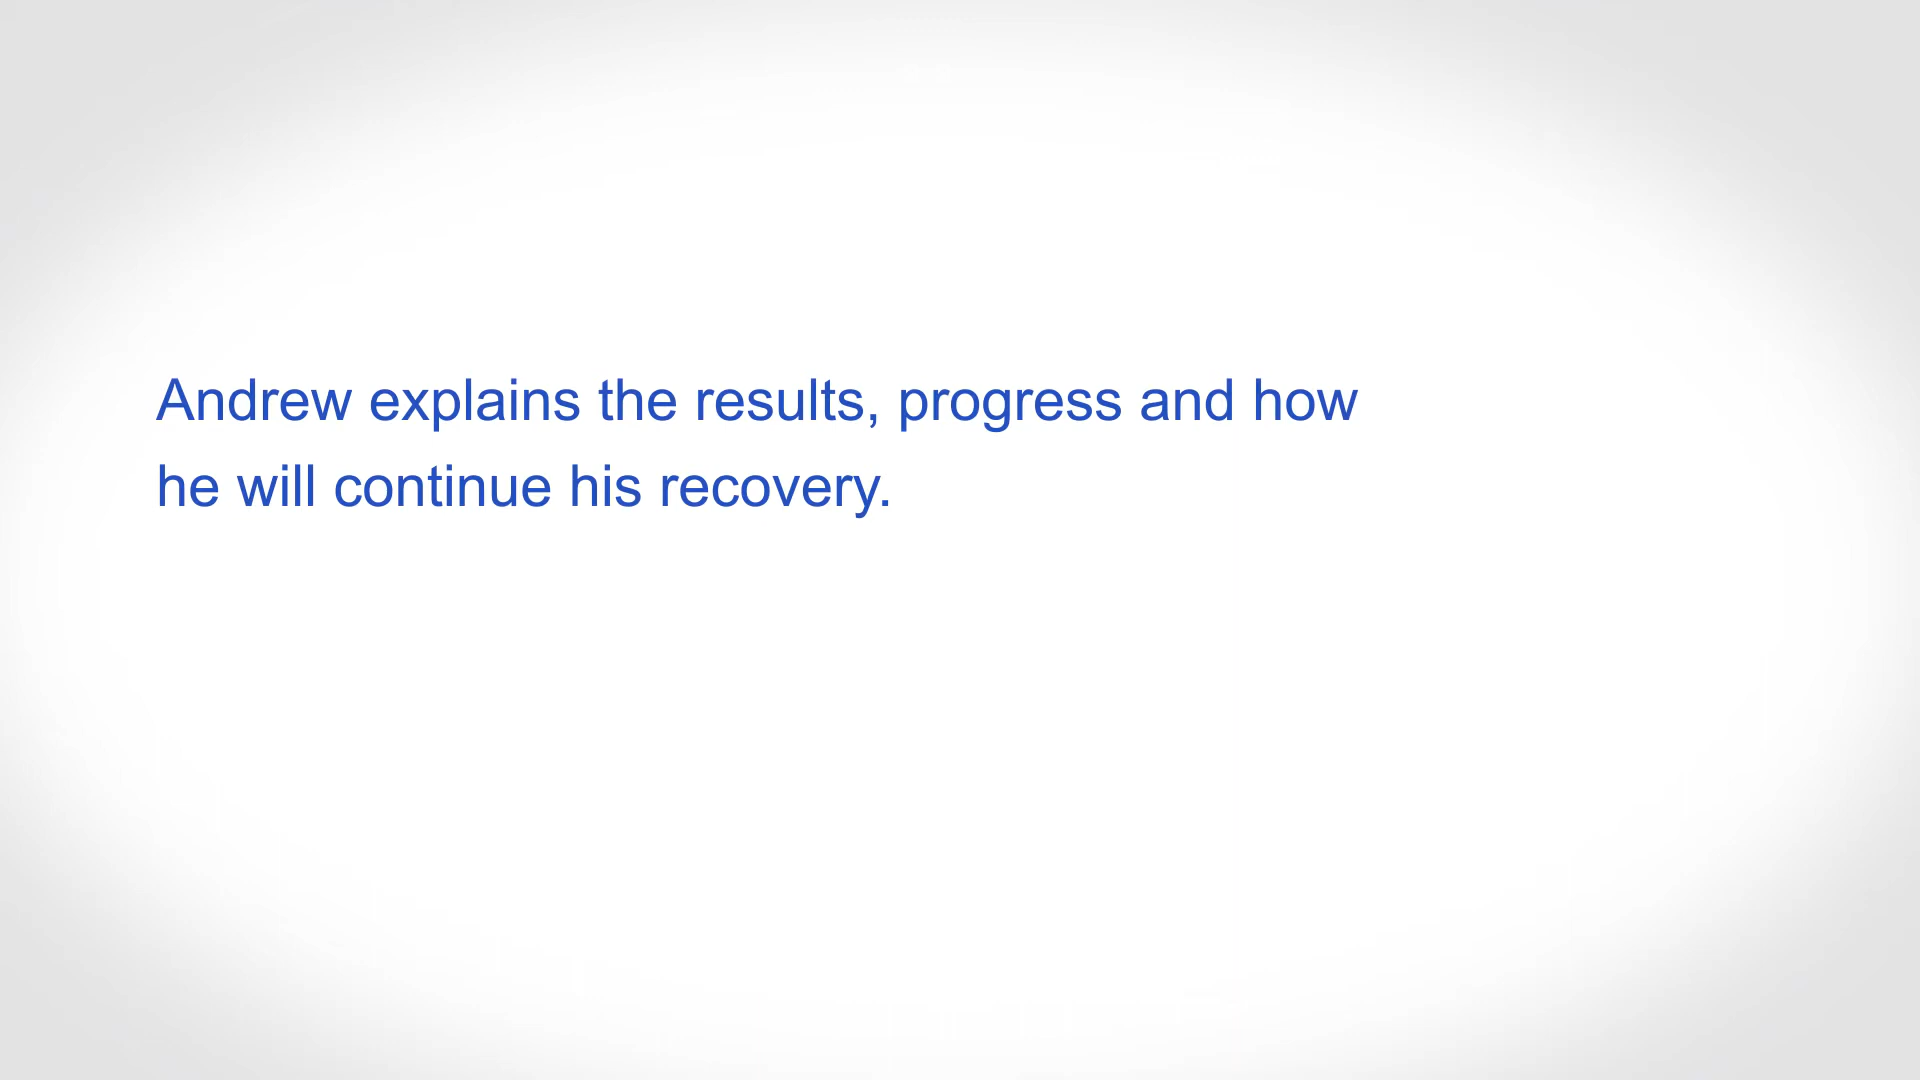 Andrew explains the results, progress and how
he will continue his recovery.